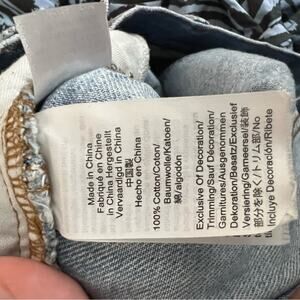 Made in China
Fabriqué en Chine
in China Hergestellt
Vervaardigd in China
中国製
Hecho en China
100% Cotton/Coton/
Baumwolle/Katoen/
綿/algodón
Exclusive Of Decoration/
Trimming/Sauf Décoration/
Garnitures/Ausgenommen
Dekoration/Besatz/Exclusief
Versiering/Garneersel/装飾
部分を除く/トリム部/No
Incluye Decoración/Ribete